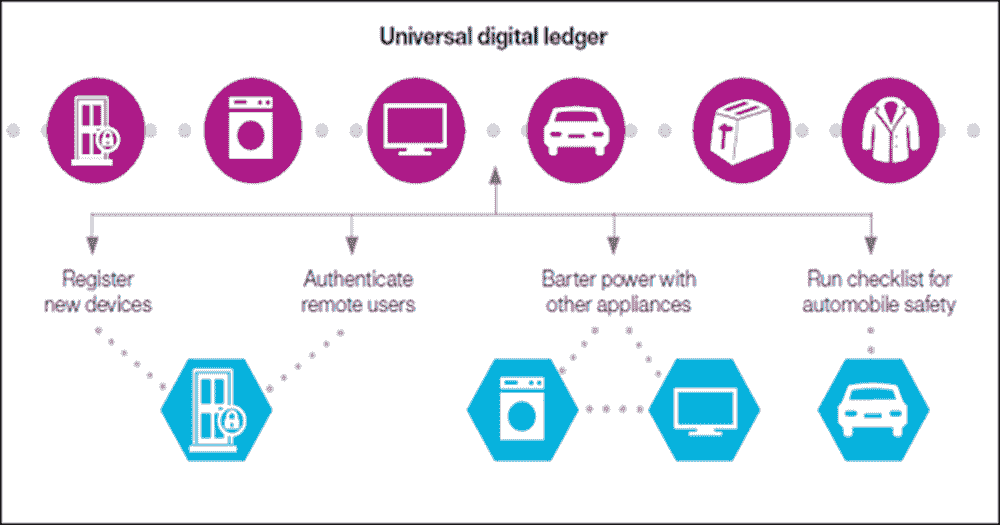 Universal digital ledger
Register
new devices
Authenticate
remote users
Barter power with
other appliances
Run checklist for
automobile safety